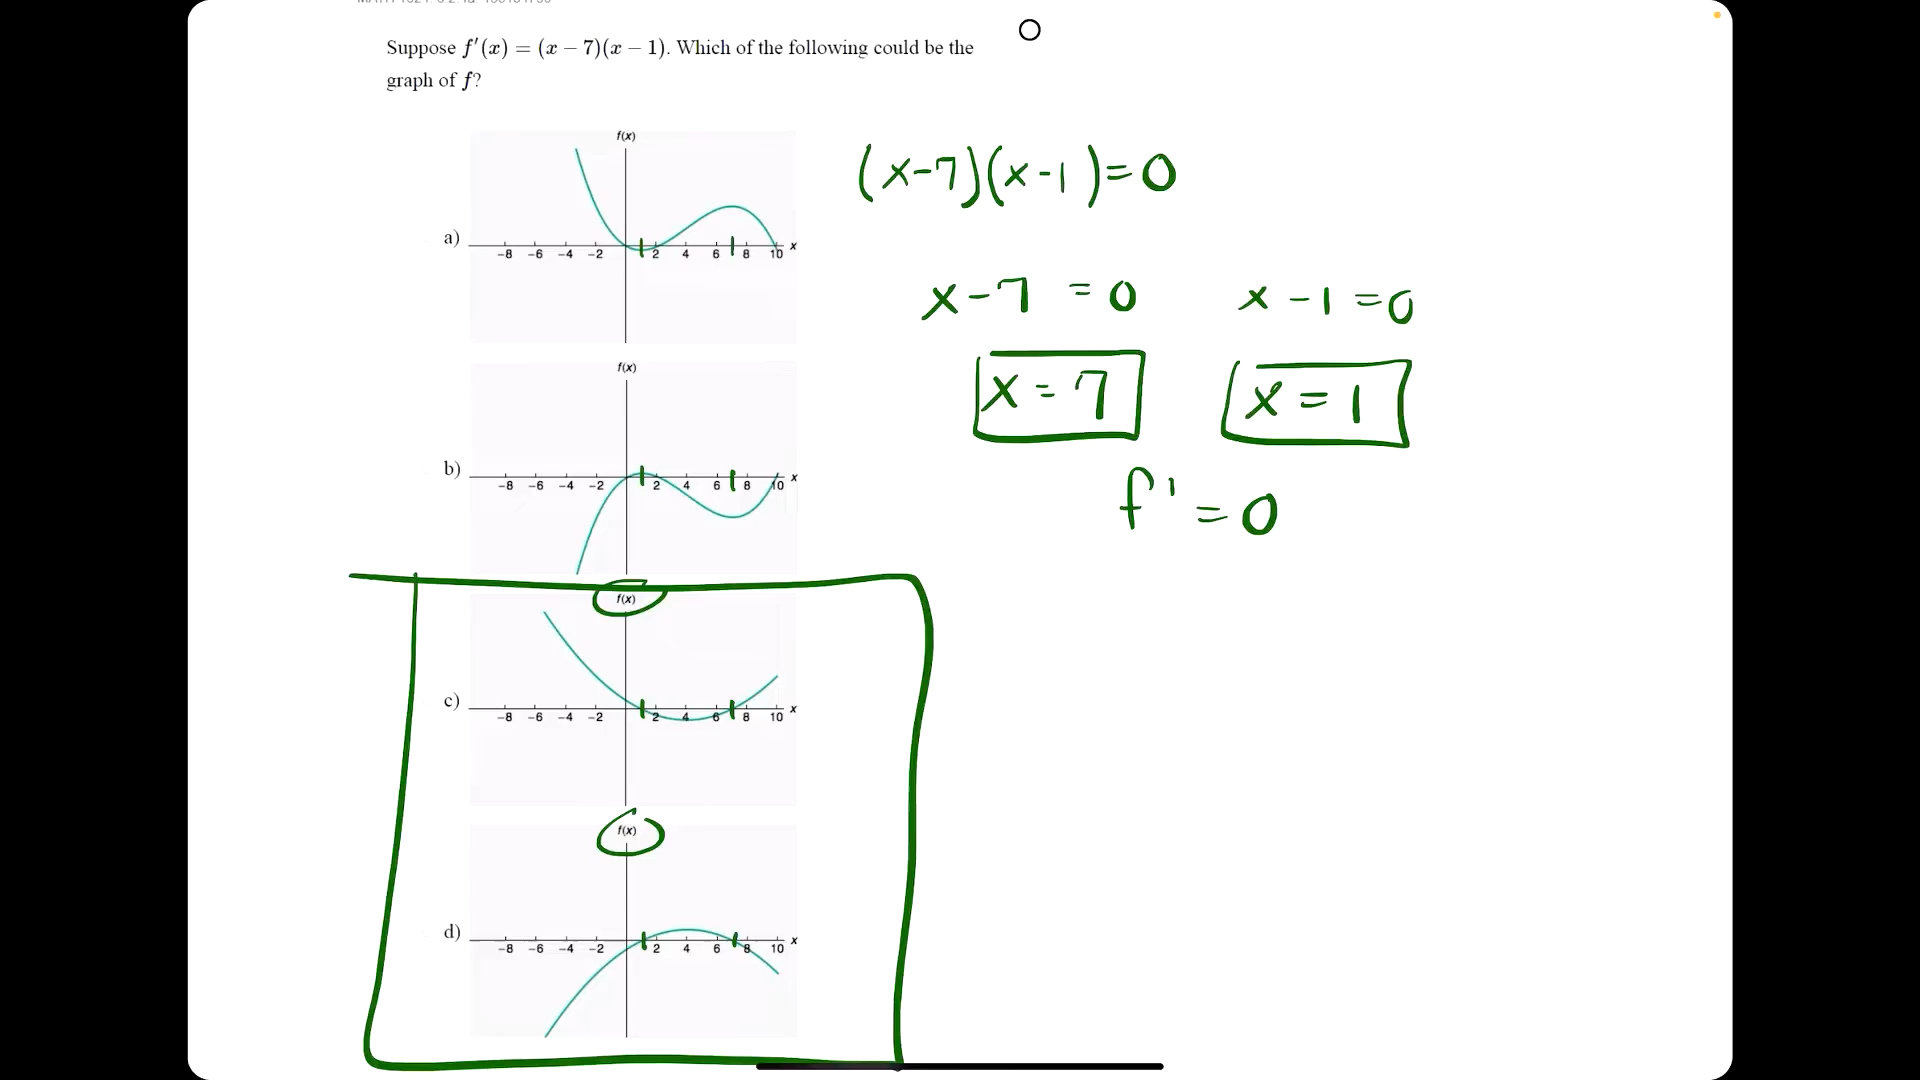 Suppose f′(x) = (x − 7)(x − 1). Which of the following could be the
graph of f?
f(x)
(x-7)(x-1)=0
a)
x
-8 -6 -4 -2 2 4 6 8 10
x-7 = 0 x-1=0
x = 7 x = 1
f(x)
b)
x
-8 -6 -4 -2 2 4 6 8 10
f' = 0
f(x)
c)
x
-8 -6 -4 -2 2 4 6 8 10
f(x)
d)
x
-8 -6 -4 -2 2 4 6 8 10